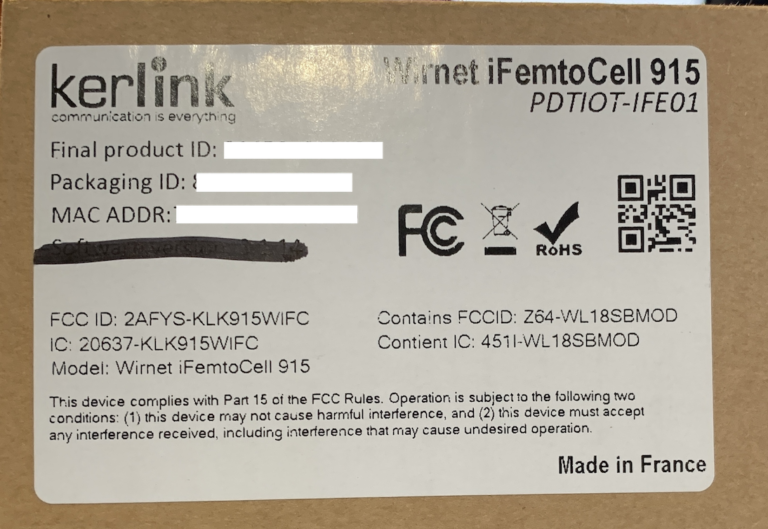 kerlink
communication is everything
Wirnet iFemtoCell 915
PDTIOT-IFE01
Final product ID:
Packaging ID:
MAC ADDR:
FC
RoHS
FCC ID: 2AFYS-KLK915WIFC
IC: 20637-KLK915WIFC
Model: Wirnet iFemtoCell 915
Contains FCCID: Z64-WL18SBMOD
Contient IC: 451I-WL18SBMOD
This device complies with Part 15 of the FCC Rules. Operation is subject to the following two
conditions: (1) this device may not cause harmful interference, and (2) this device must accept
any interference received, including interference that may cause undesired operation.
Made in France